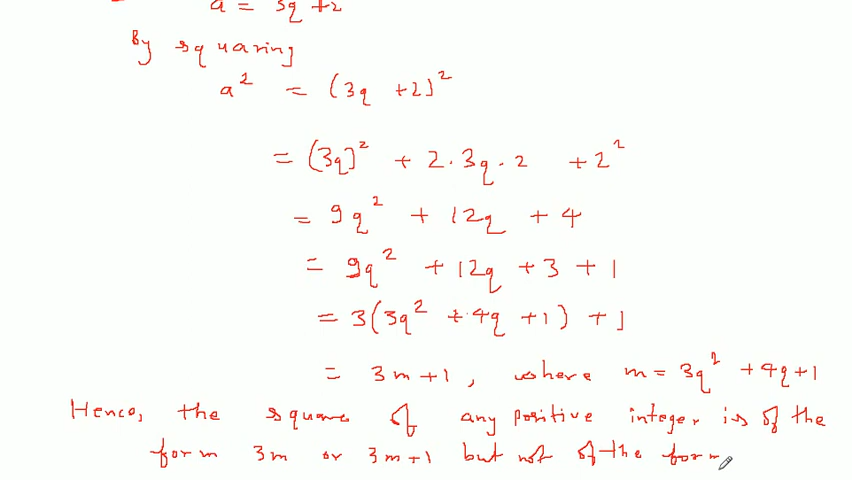 a = 3q +2
By squaring
a² = (3q +2)²
= (3q)² + 2·3q·2 +2²
= 9q² + 12q + 4
= 9q² + 12q + 3 + 1
= 3(3q² + 4q +1) + 1
= 3m+1, where m = 3q² +4q+1
Hence, the square of any positive integer is of the
form 3m or 3m+1 but not of the form